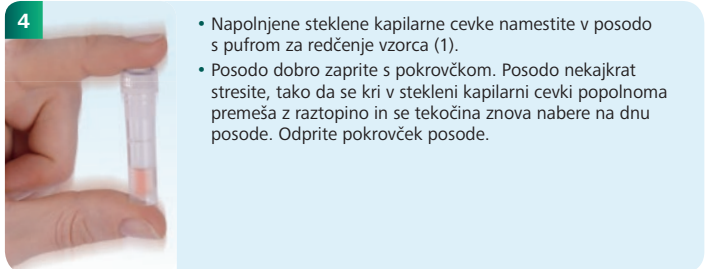 4
• Napolnjene steklene kapilarne cevke namestite v posodo
s pufrom za redčenje vzorca (1).
• Posodo dobro zaprite s pokrovčkom. Posodo nekajkrat
stresite, tako da se kri v stekleni kapilarni cevki popolnoma
premeša z raztopino in se tekočina znova nabere na dnu
posode. Odprite pokrovček posode.